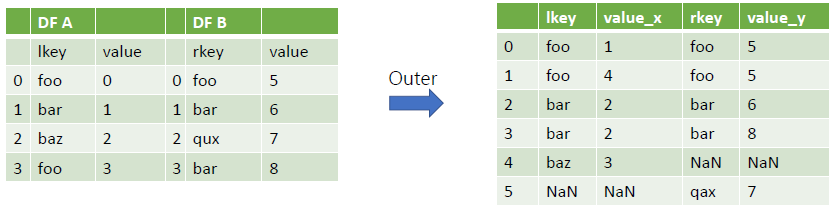 DF A DF B
lkey value rkey value
0 foo 0 0 foo 5
1 bar 1 1 bar 6
2 baz 2 2 qux 7
3 foo 3 3 bar 8
Outer
lkey value_x rkey value_y
0 foo 1 foo 5
1 foo 4 foo 5
2 bar 2 bar 6
3 bar 2 bar 8
4 baz 3 NaN NaN
5 NaN NaN qax 7